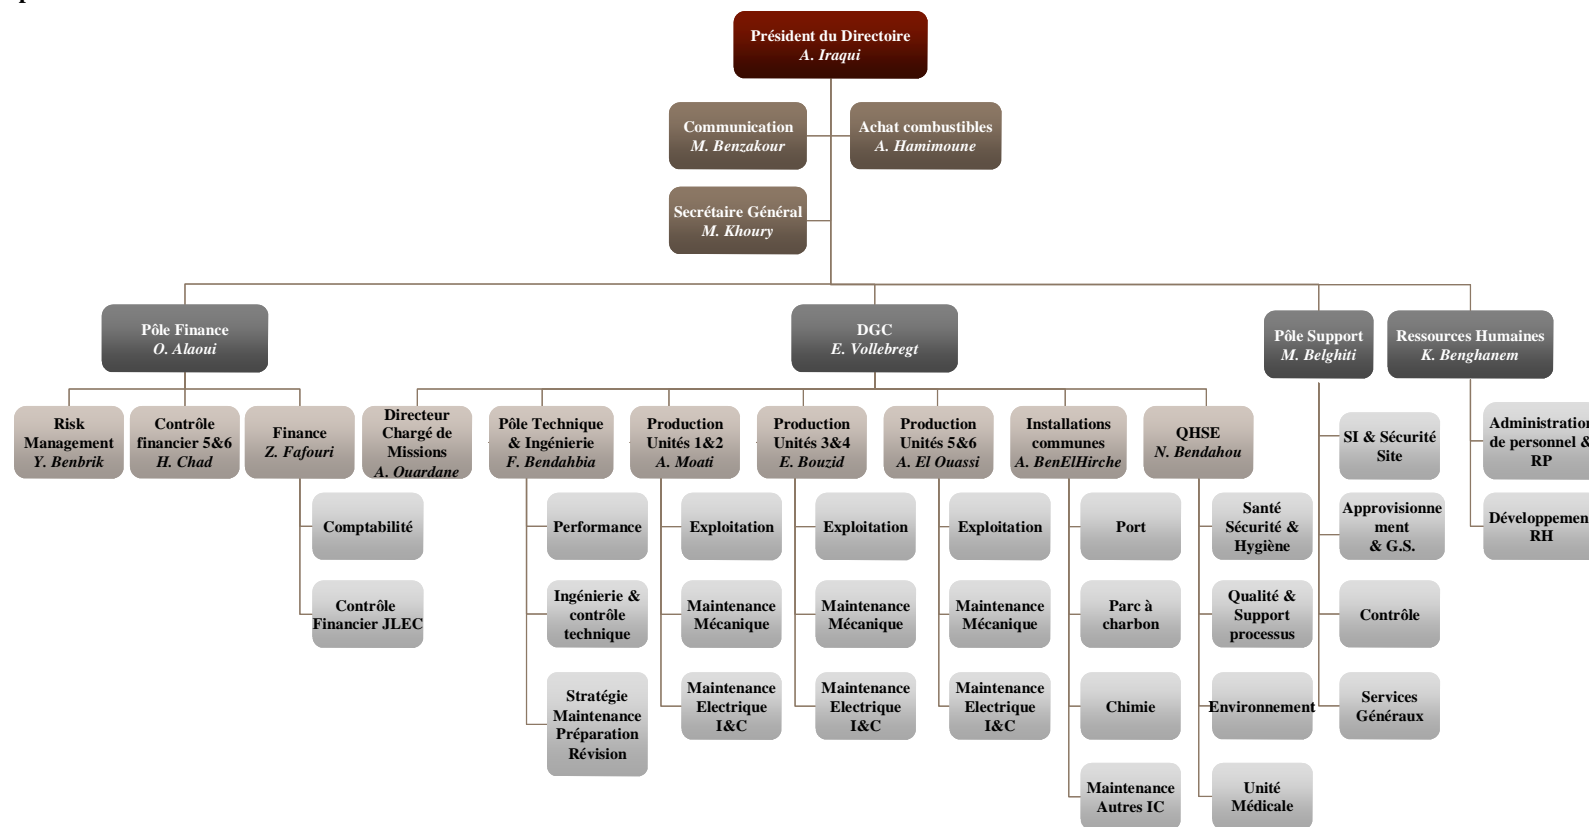 Président du Directoire
A. Iraqui
Communication
M. Benzakour
Achat combustibles
A. Hamimoune
Secrétaire Général
M. Khoury
Pôle Finance
O. Alaoui
DGC
E. Vollebregt
Pôle Support
M. Belghiti
Ressources Humaines
K. Benghanem
Risk
Management
Y. Benbrik
Contrôle
financier 5&6
H. Chad
Finance
Z. Fafouri
Directeur
Chargé de
Missions
A. Ouardane
Pôle Technique
& Ingénierie
F. Bendahbia
Production
Unités 1&2
A. Moati
Production
Unités 3&4
E. Bouzid
Production
Unités 5&6
A. El Ouassi
Installations
communes
A. BenElHirche
QHSE
N. Bendahou
SI & Sécurité
Site
Administration
de personnel &
RP
Comptabilité
Performance
Exploitation
Exploitation
Exploitation
Port
Santé
Sécurité &
Hygiène
Approvisionne
ment
& G.S.
Développement
RH
Contrôle
Financier JLEC
Ingénierie &
contrôle
technique
Maintenance
Mécanique
Maintenance
Mécanique
Maintenance
Mécanique
Parc à
charbon
Qualité &
Support
processus
Contrôle
Stratégie
Maintenance
Préparation
Révision
Maintenance
Electrique
I&C
Maintenance
Electrique
I&C
Maintenance
Electrique
I&C
Chimie
Environnement
Services
Généraux
Maintenance
Autres IC
Unité
Médicale